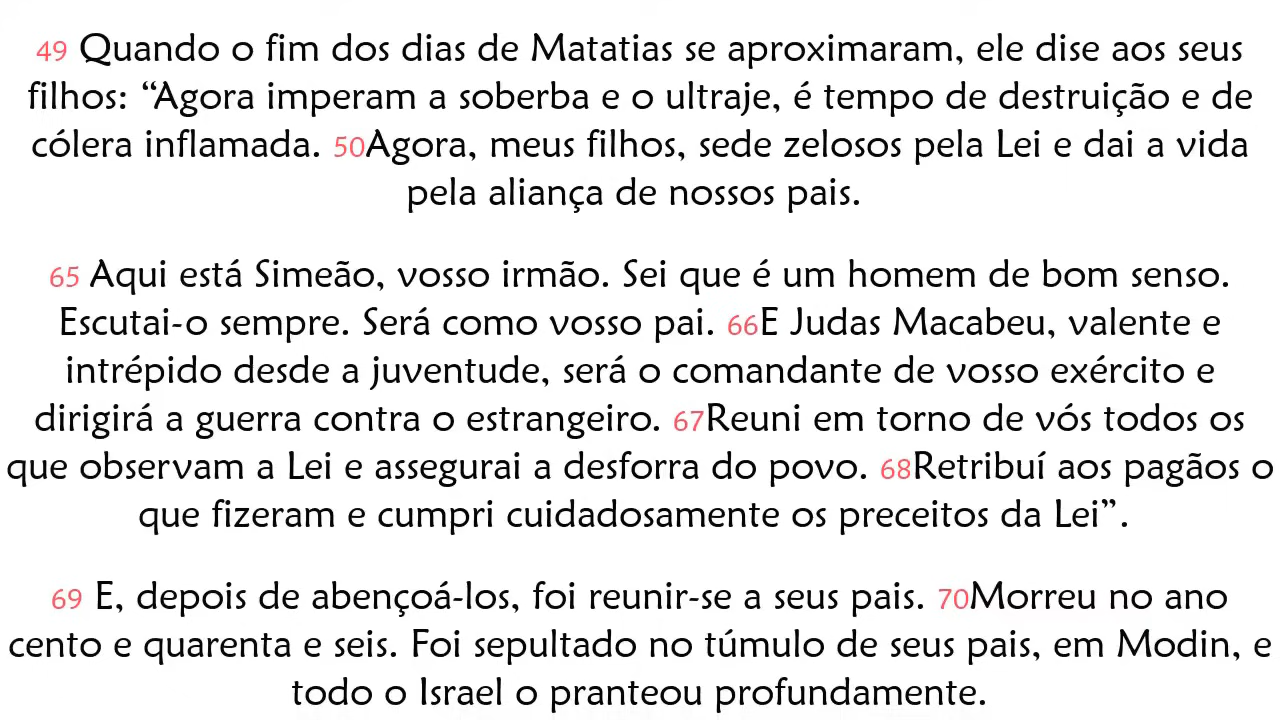 49 Quando o fim dos dias de Matatias se aproximaram, ele dise aos seus
filhos: “Agora imperam a soberba e o ultraje, é tempo de destruição e de
cólera inflamada. 50Agora, meus filhos, sede zelosos pela Lei e dai a vida
pela aliança de nossos pais.
65 Aqui está Simeão, vosso irmão. Sei que é um homem de bom senso.
Escutai-o sempre. Será como vosso pai. 66E Judas Macabeu, valente e
intrépido desde a juventude, será o comandante de vosso exército e
dirigirá a guerra contra o estrangeiro. 67Reuni em torno de vós todos os
que observam a Lei e assegurai a desforra do povo. 68Retribuí aos pagãos o
que fizeram e cumpri cuidadosamente os preceitos da Lei”.
69 E, depois de abençoá-los, foi reunir-se a seus pais. 70Morreu no ano
cento e quarenta e seis. Foi sepultado no túmulo de seus pais, em Modin, e
todo o Israel o pranteou profundamente.